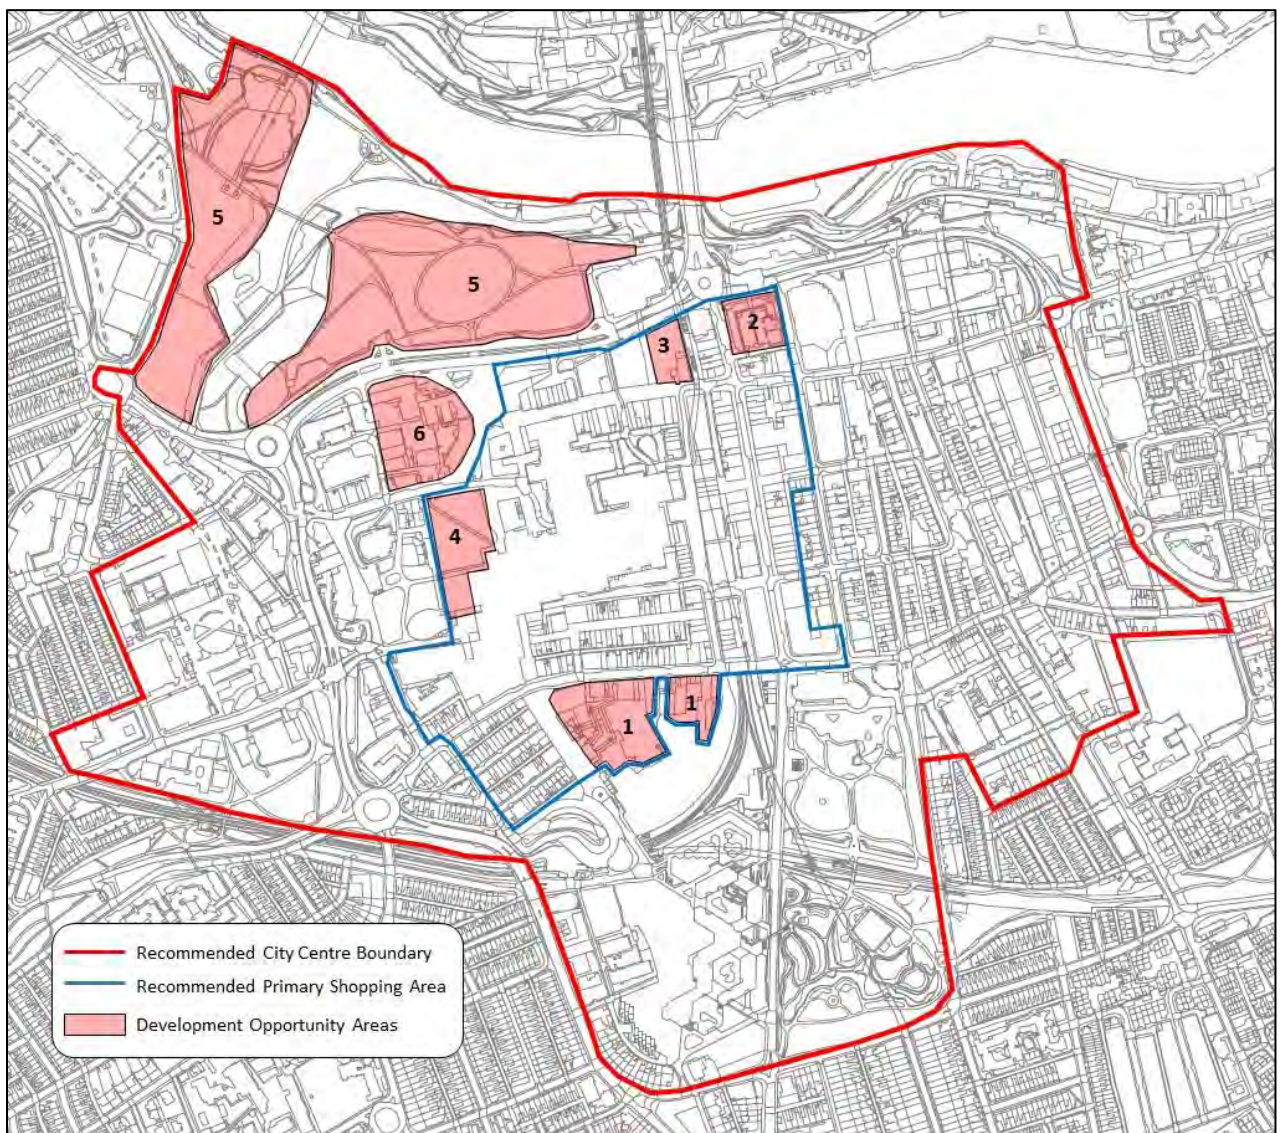 5
5
2
3
6
4
1
1
Recommended City Centre Boundary
Recommended Primary Shopping Area
Development Opportunity Areas